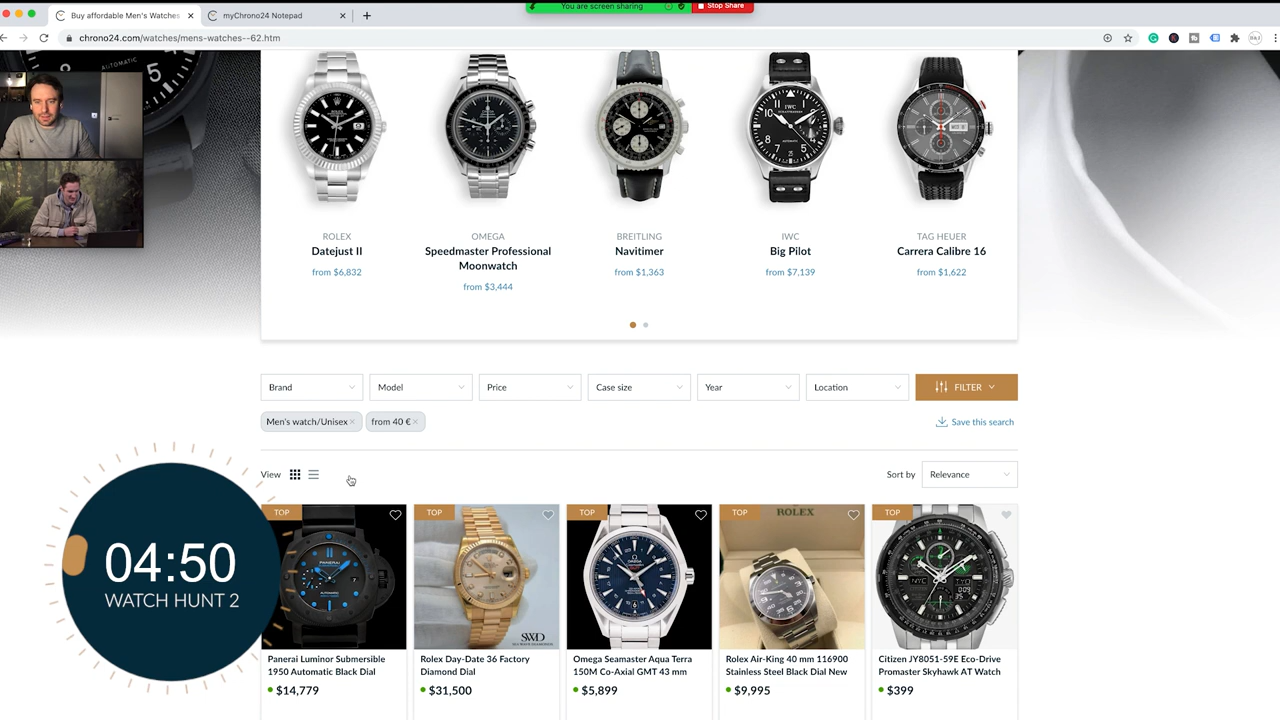 Buy affordable Men's Watches
myChrono24 Notepad
You are screen sharing
Stop Share
chrono24.com/watches/mens-watches--62.htm
AUTOMATIC
5
ROLEX
Datejust II
from $6,832
OMEGA
Speedmaster Professional
Moonwatch
from $3,444
BREITLING
Navitimer
from $1,363
IWC
Big Pilot
from $7,139
TAG HEUER
Carrera Calibre 16
from $1,622
Brand
Model
Price
Case size
Year
Location
FILTER
Men's watch/Unisex
from 40 €
Save this search
View
Sort by
Relevance
TOP
TOP
TOP
TOP
TOP
ROLEX
SWD
Panerai Luminor Submersible
1950 Automatic Black Dial
$14,779
Rolex Day-Date 36 Factory
Diamond Dial
$31,500
Omega Seamaster Aqua Terra
150M Co-Axial GMT 43 mm
$5,899
Rolex Air-King 40 mm 116900
Stainless Steel Black Dial New
$9,995
Citizen JY8051-59E Eco-Drive
Promaster Skyhawk AT Watch
$399
04:50
WATCH HUNT 2